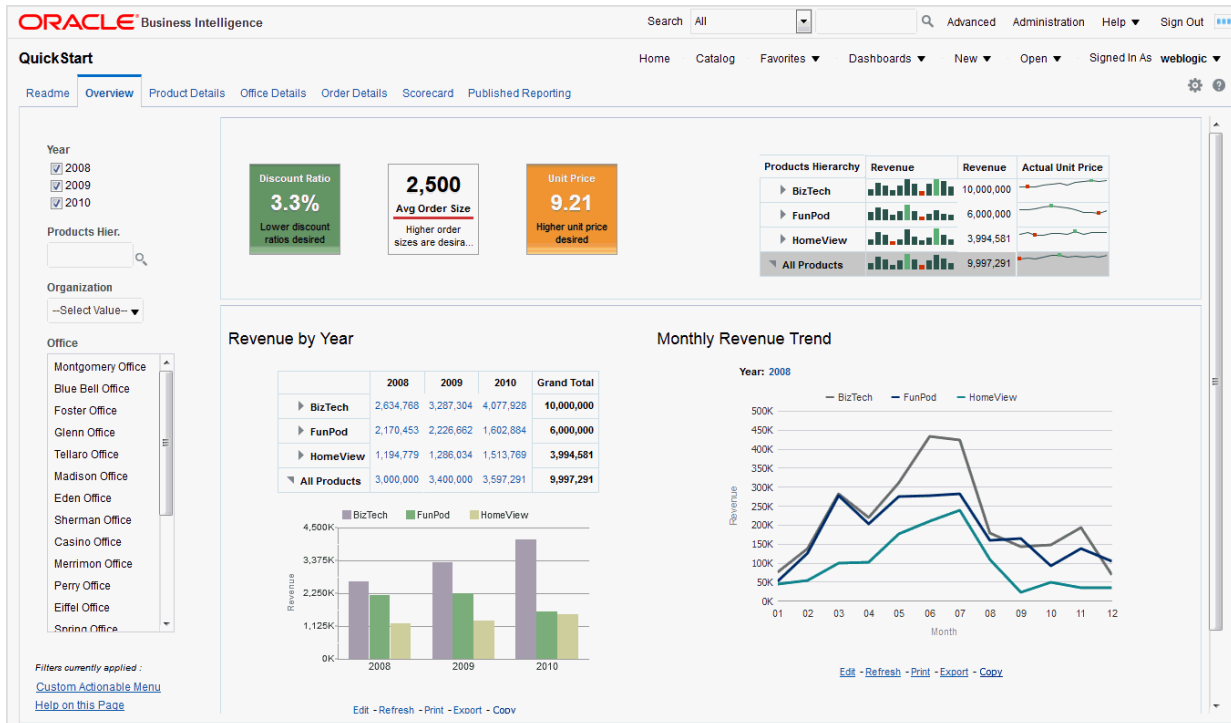 ORACLE Business Intelligence
Search All Advanced Administration Help Sign Out
QuickStart
Home Catalog Favorites Dashboards New Open Signed In As weblogic
Readme Overview Product Details Office Details Order Details Scorecard Published Reporting
Year
2008
2009
2010
Products Hier.
Organization
--Select Value--
Office
Montgomery Office
Blue Bell Office
Foster Office
Glenn Office
Tellaro Office
Madison Office
Eden Office
Sherman Office
Casino Office
Merrimon Office
Perry Office
Eiffel Office
Spring Office
Filters currently applied :
Custom Actionable Menu
Help on this Page
Discount Ratio
3.3%
Lower discount
ratios desired
2,500
Avg Order Size
Higher order
sizes are desira...
Unit Price
9.21
Higher unit price
desired
Products Hierarchy Revenue Revenue Actual Unit Price
BizTech 10,000,000
FunPod 6,000,000
HomeView 3,994,581
All Products 9,997,291
Revenue by Year
2008 2009 2010 Grand Total
BizTech 2,634,768 3,287,304 4,077,928 10,000,000
FunPod 2,170,453 2,226,662 1,602,884 6,000,000
HomeView 1,194,779 1,286,034 1,513,769 3,994,581
All Products 3,000,000 3,400,000 3,597,291 9,997,291
BizTech FunPod HomeView
4,500K
3,375K
2,250K
1,125K
0K
Revenue
2008 2009 2010
Edit - Refresh - Print - Export - Copy
Monthly Revenue Trend
Year: 2008
BizTech FunPod HomeView
500K
450K
400K
350K
300K
250K
200K
150K
100K
50K
0K
Revenue
01 02 03 04 05 06 07 08 09 10 11 12
Month
Edit - Refresh - Print - Export - Copy